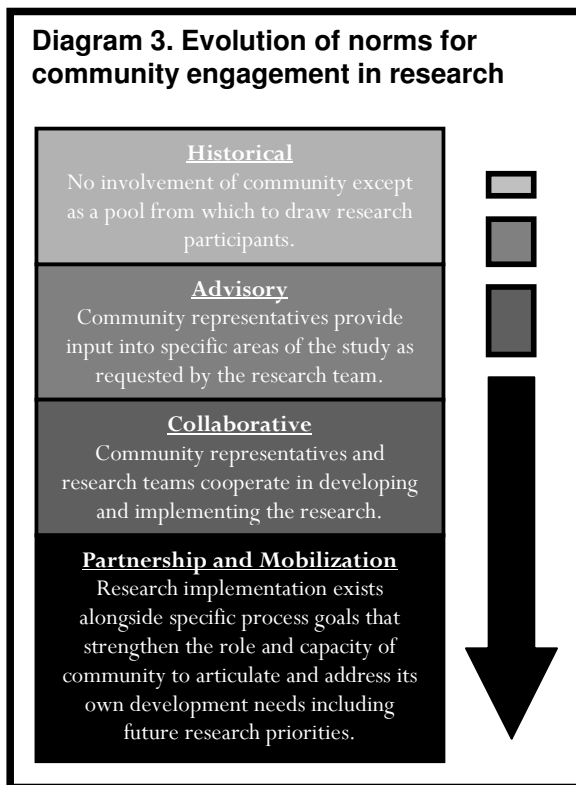 Diagram 3. Evolution of norms for
community engagement in research
Historical
No involvement of community except
as a pool from which to draw research
participants.
Advisory
Community representatives provide
input into specific areas of the study as
requested by the research team.
Collaborative
Community representatives and
research teams cooperate in developing
and implementing the research.
Partnership and Mobilization
Research implementation exists
alongside specific process goals that
strengthen the role and capacity of
community to articulate and address its
own development needs including
future research priorities.